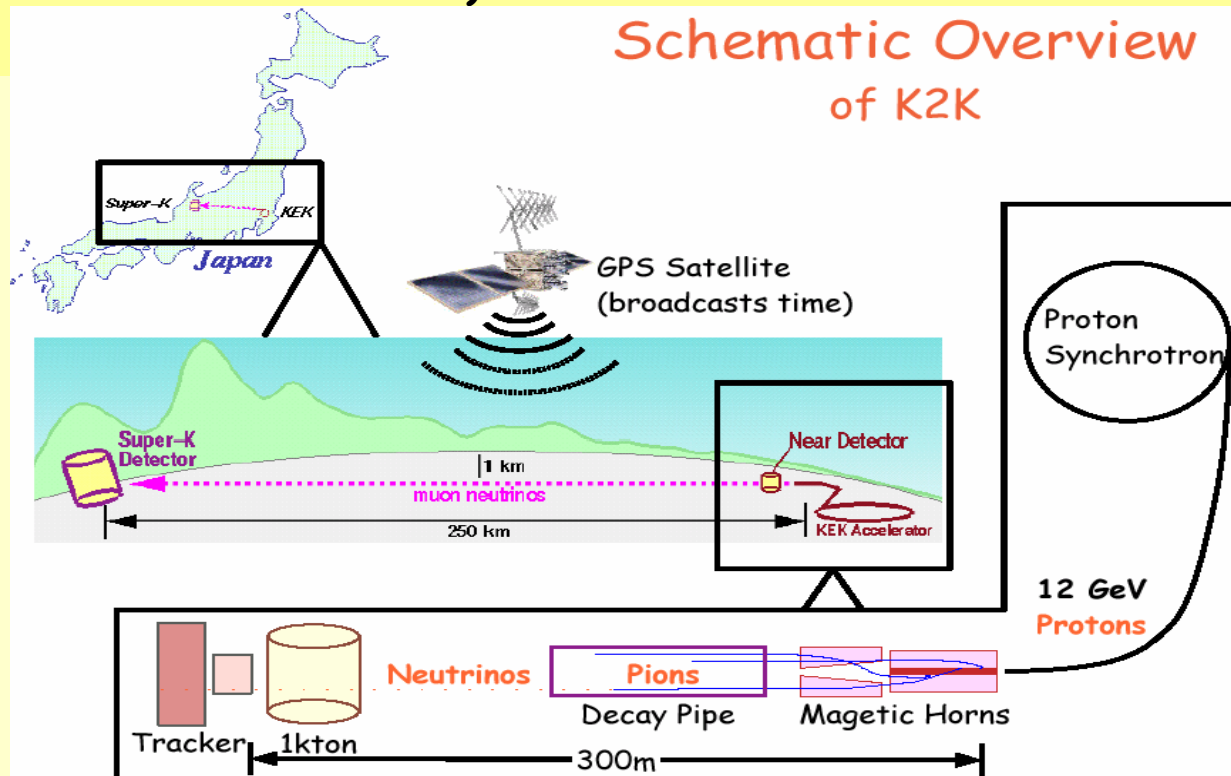 Schematic Overview
of K2K
Super-K
KEK
Japan
GPS Satellite
(broadcasts time)
Proton
Synchrotron
Super-K
Detector
Near Detector
1 km
muon neutrinos
250 km
KEK Accelerator
12 GeV
Protons
Neutrinos
Pions
Decay Pipe
Magetic Horns
Tracker
1kton
300m